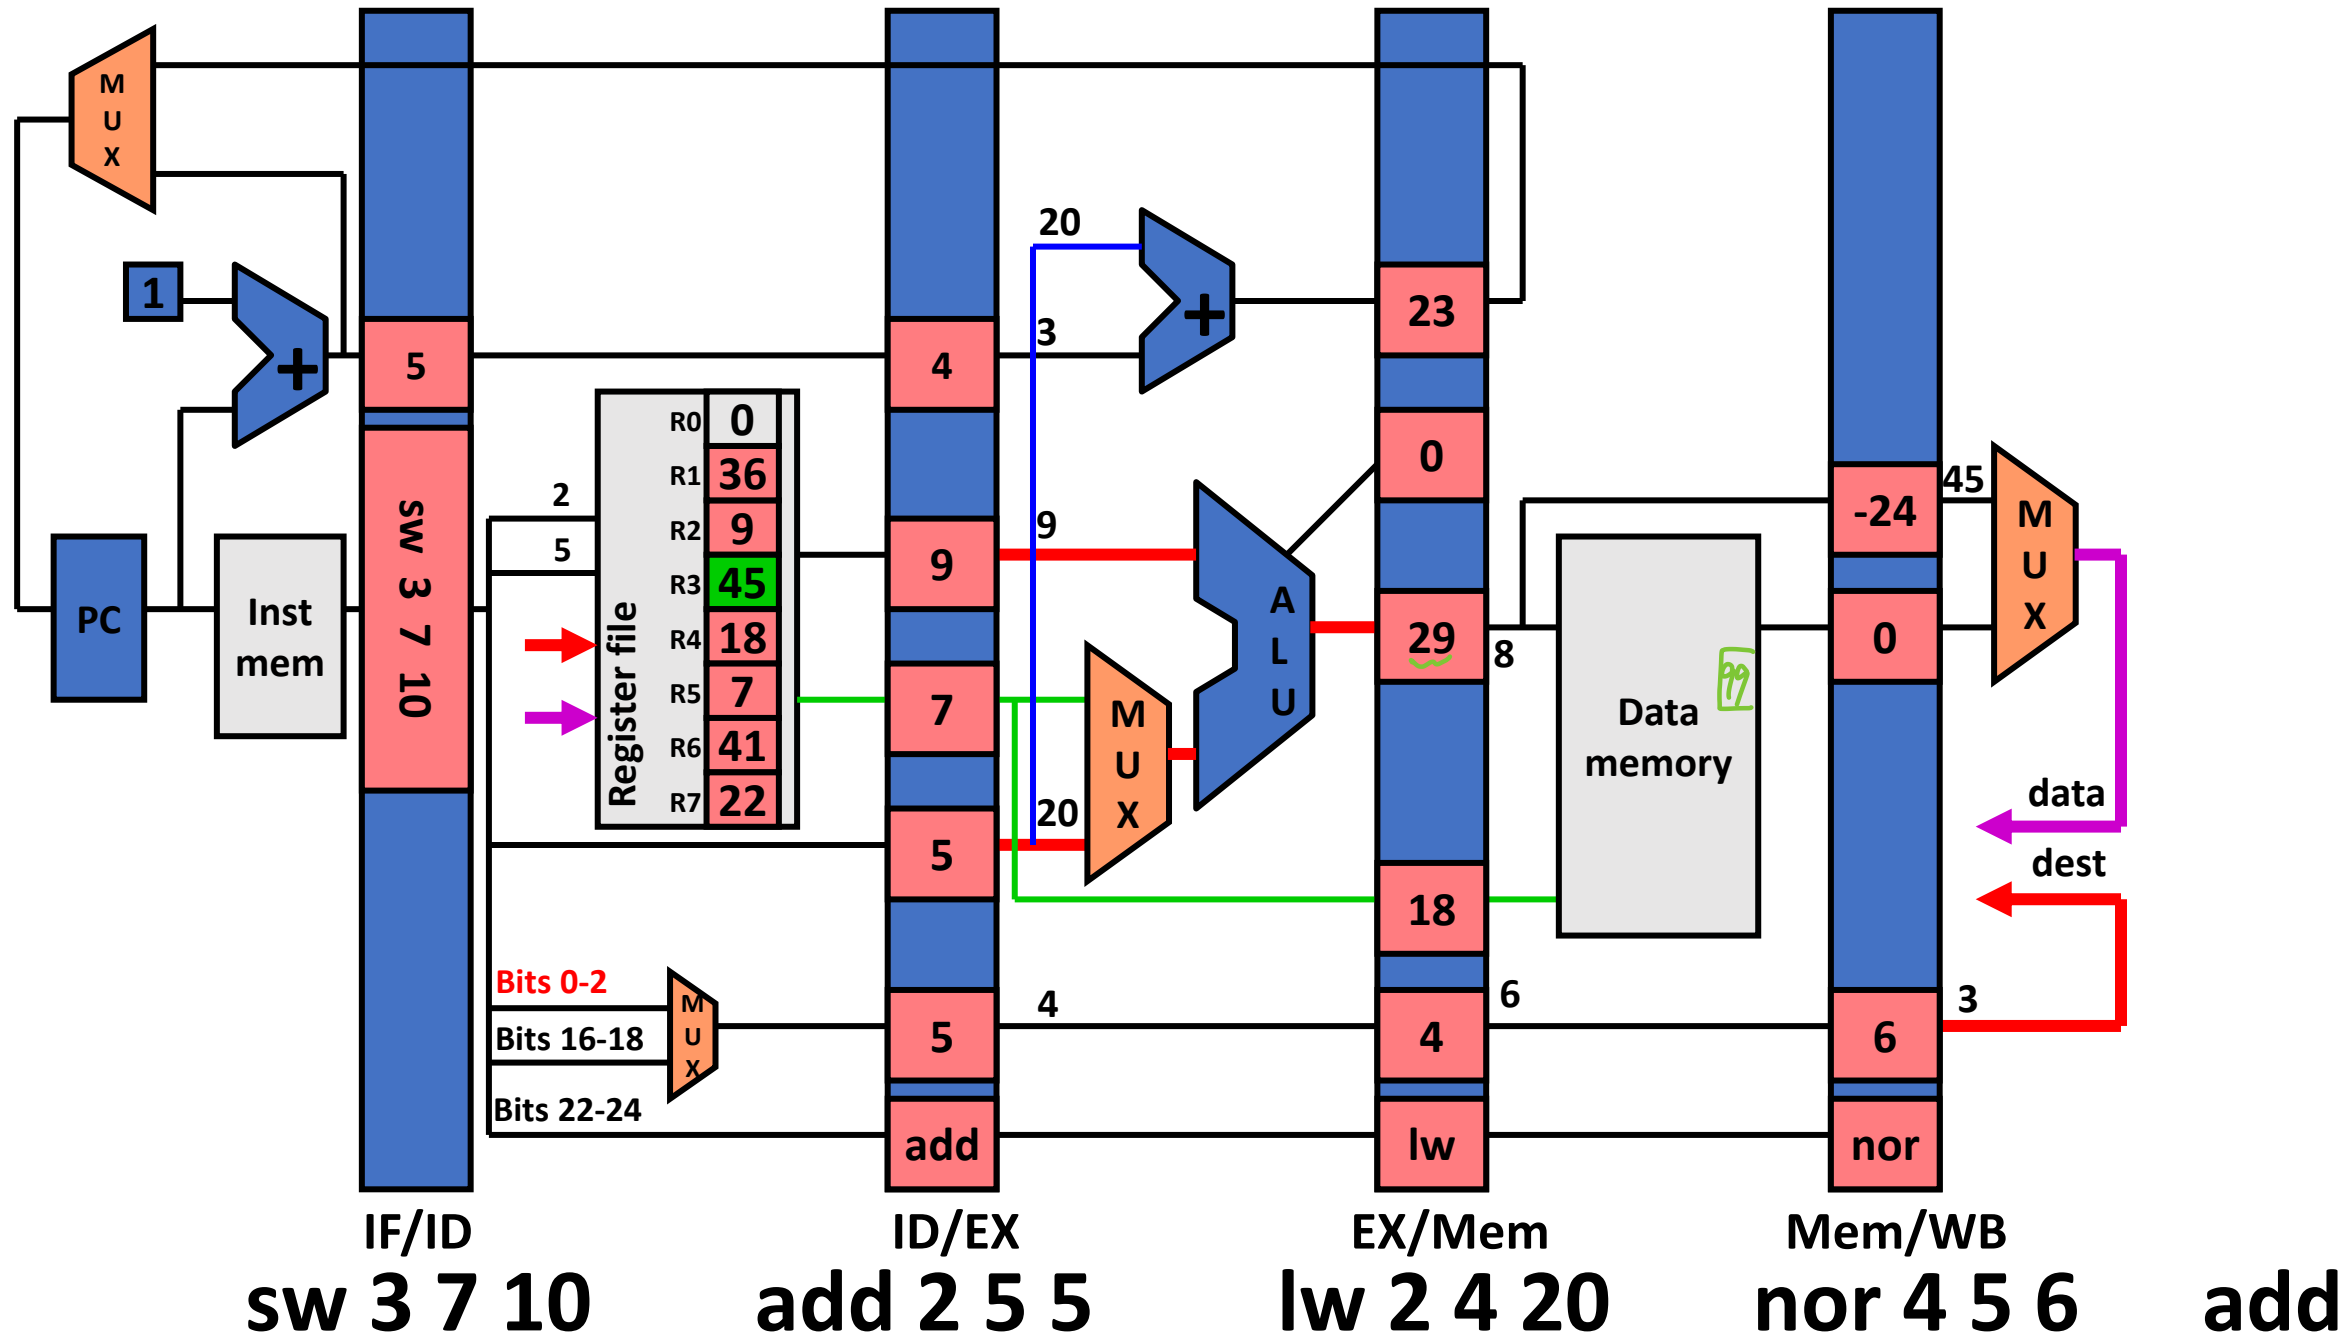 M
U
X
1
+
5
PC
Inst
mem
sw 3 7 10
2
5
Register file
R0 0
R1 36
R2 9
R3 45
R4 18
R5 7
R6 41
R7 22
Bits 0-2
Bits 16-18
Bits 22-24
M
U
X
4
9
7
5
5
add
20
3
9
20
4
+
M
U
X
A
L
U
23
0
29
18
4
lw
8
6
Data
memory
99
-24
0
6
nor
45
3
M
U
X
data
dest
IF/ID
ID/EX
EX/Mem
Mem/WB
sw 3 7 10
add 2 5 5
lw 2 4 20
nor 4 5 6
add